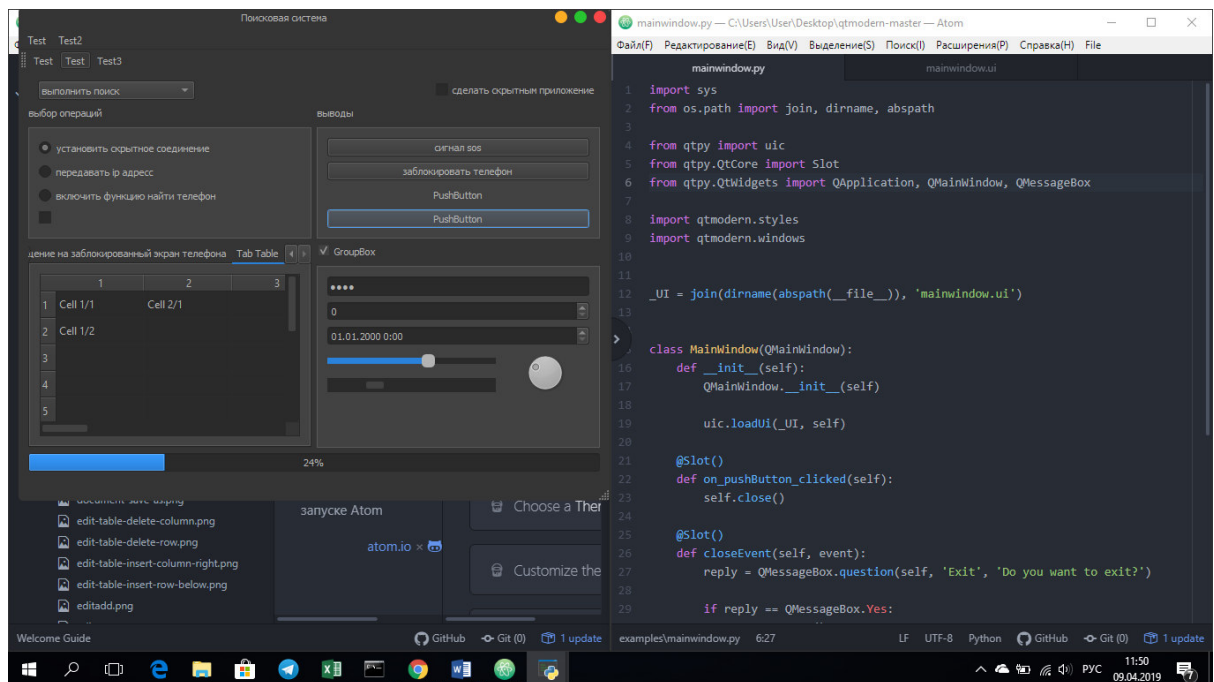 Поисковая система
Test Test2
Test Test Test3
выполнить поиск
сделать скрытным приложение
выбор операций
выводы
установить скрытное соединение
передавать ip адресс
включить функцию найти телефон
сигнал sos
заблокировать телефон
PushButton
PushButton
щение на заблокированный экран телефона Tab Table
GroupBox
1 2 3
1 Cell 1/1 Cell 2/1
2 Cell 1/2
3
4
5
••••
0
01.01.2000 0:00
24%
edit-table-delete-column.png
edit-table-delete-row.png
edit-table-insert-column-right.png
edit-table-insert-row-below.png
editadd.png
запуске Atom
atom.io ×
Choose a Ther
Customize the
Welcome Guide
GitHub Git (0) 1 update
mainwindow.py — C:\Users\User\Desktop\qtmodern-master — Atom
Файл(F) Редактирование(E) Вид(V) Выделение(S) Поиск(I) Расширения(P) Справка(H) File
mainwindow.py mainwindow.ui
1 import sys
2 from os.path import join, dirname, abspath
3
4 from qtpy import uic
5 from qtpy.QtCore import Slot
6 from qtpy.QtWidgets import QApplication, QMainWindow, QMessageBox
7
8 import qtmodern.styles
9 import qtmodern.windows
10
11
12 _UI = join(dirname(abspath(__file__)), 'mainwindow.ui')
13
class MainWindow(QMainWindow):
16 def __init__(self):
17 QMainWindow.__init__(self)
18
19 uic.loadUi(_UI, self)
20
21 @Slot()
22 def on_pushButton_clicked(self):
23 self.close()
24
25 @Slot()
26 def closeEvent(self, event):
27 reply = QMessageBox.question(self, 'Exit', 'Do you want to exit?')
28
29 if reply == QMessageBox.Yes:
examples\mainwindow.py 6:27 LF UTF-8 Python GitHub Git (0) 1 update
РУС
11:50
09.04.2019
7